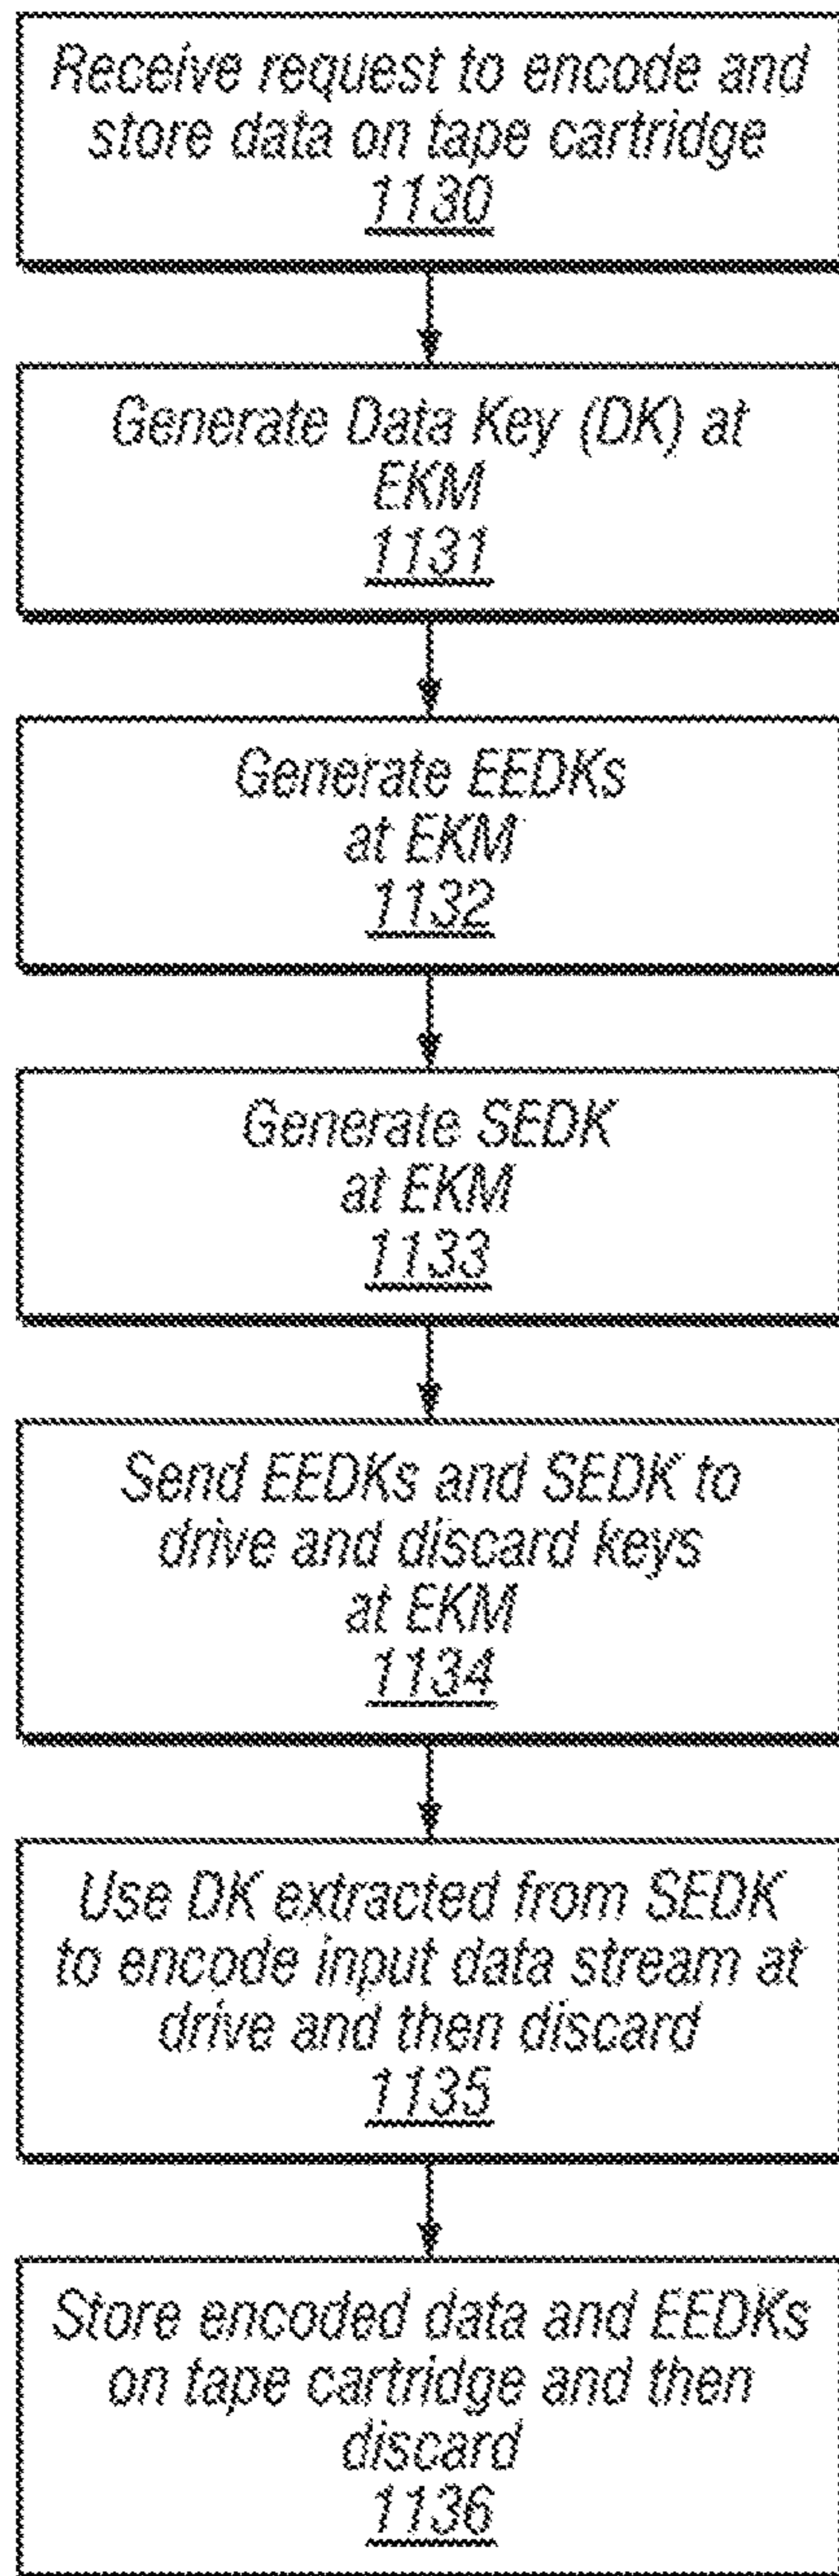 Receive request to encode and
store data on tape cartridge
1130
Generate Data Key (DK) at
EKM
1131
Generate EEDKs
at EKM
1132
Generate SEDK
at EKM
1133
Send EEDKs and SEDK to
drive and discard keys
at EKM
1134
Use DK extracted from SEDK
to encode input data stream at
drive and then discard
1135
Store encoded data and EEDKs
on tape cartridge and then
discard
1136